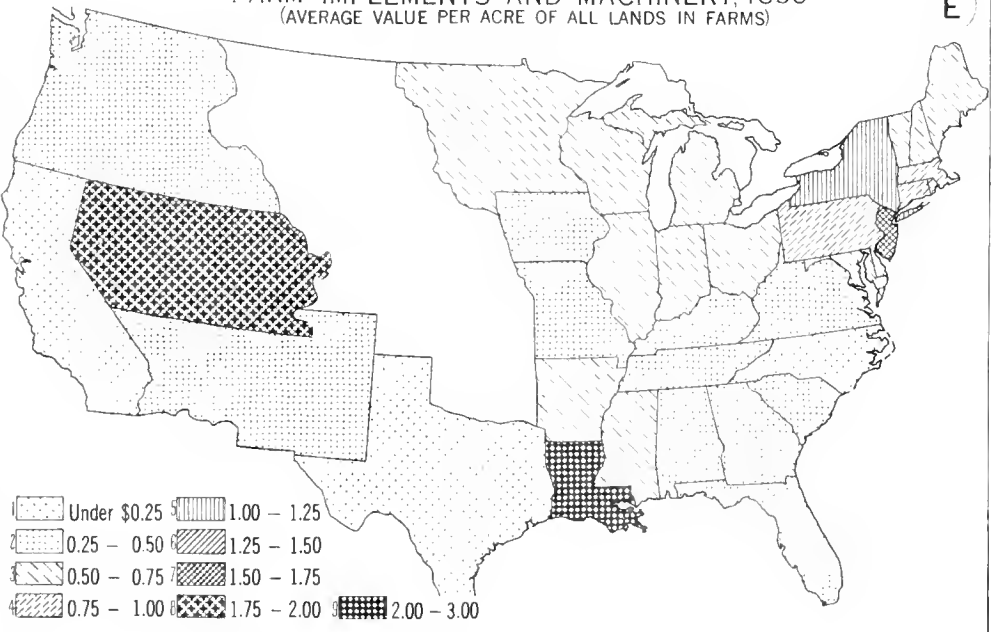 (AVERAGE VALUE PER ACRE OF ALL LANDS IN FARMS)
E
1 Under $0.25
2 0.25 – 0.50
3 0.50 – 0.75
4 0.75 – 1.00
5 1.00 – 1.25
6 1.25 – 1.50
7 1.50 – 1.75
8 1.75 – 2.00
9 2.00 – 3.00